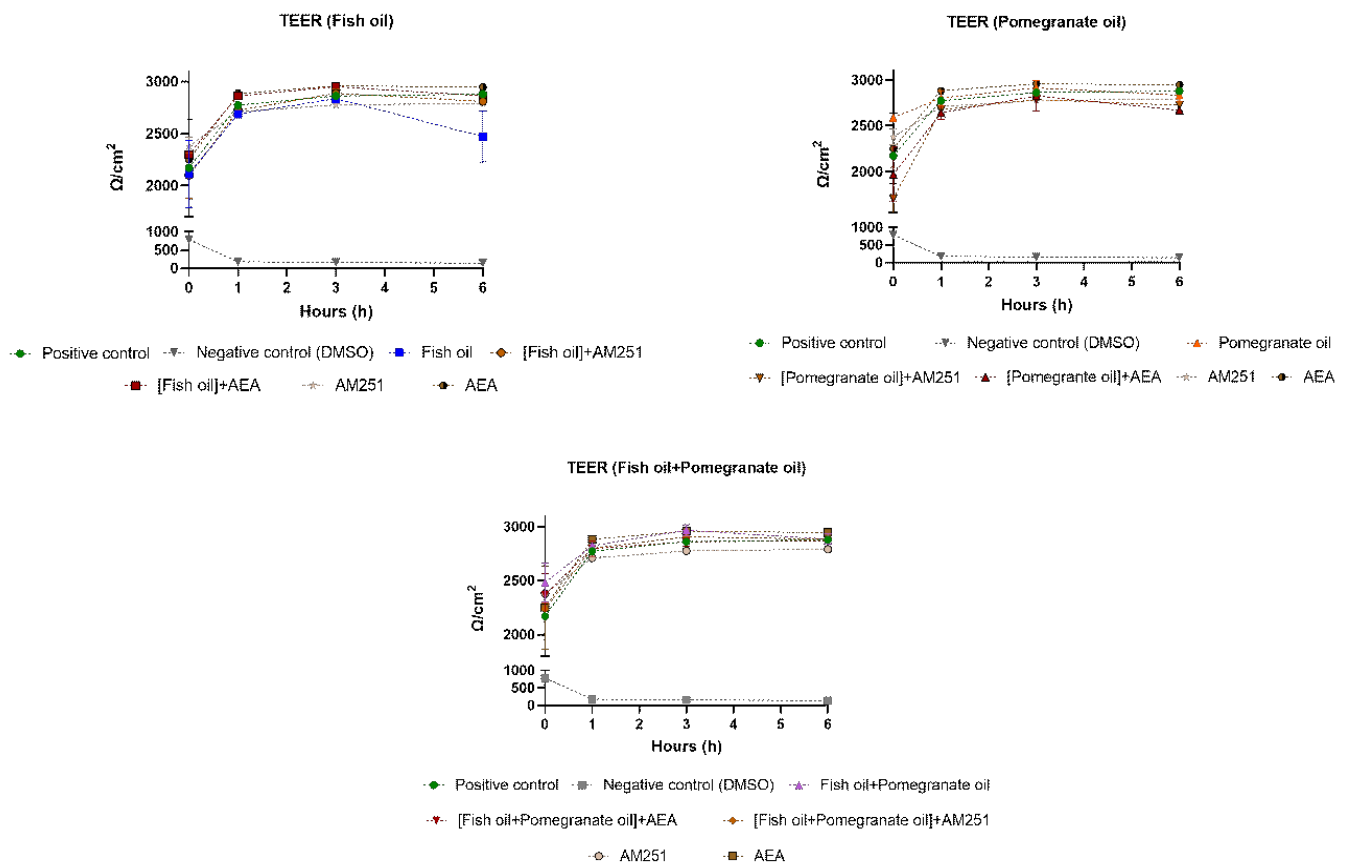 TEER (Fish oil)
3000
2500
2000
1000
500
0
Ω/cm²
0 1 2 3 4 5 6
Hours (h)
Positive control Negative control (DMSO) Fish oil [Fish oil]+AM251
[Fish oil]+AEA AM251 AEA
TEER (Pomegranate oil)
3000
2500
2000
1000
500
0
Ω/cm²
0 1 2 3 4 5 6
Hours (h)
Positive control Negative control (DMSO) Pomegranate oil
[Pomegranate oil]+AM251 [Pomegrante oil]+AEA AM251 AEA
TEER (Fish oil+Pomegranate oil)
3000
2500
2000
1000
500
0
Ω/cm²
0 1 2 3 4 5 6
Hours (h)
Positive control Negative control (DMSO) Fish oil+Pomegranate oil
[Fish oil+Pomegranate oil]+AEA [Fish oil+Pomegranate oil]+AM251
AM251 AEA